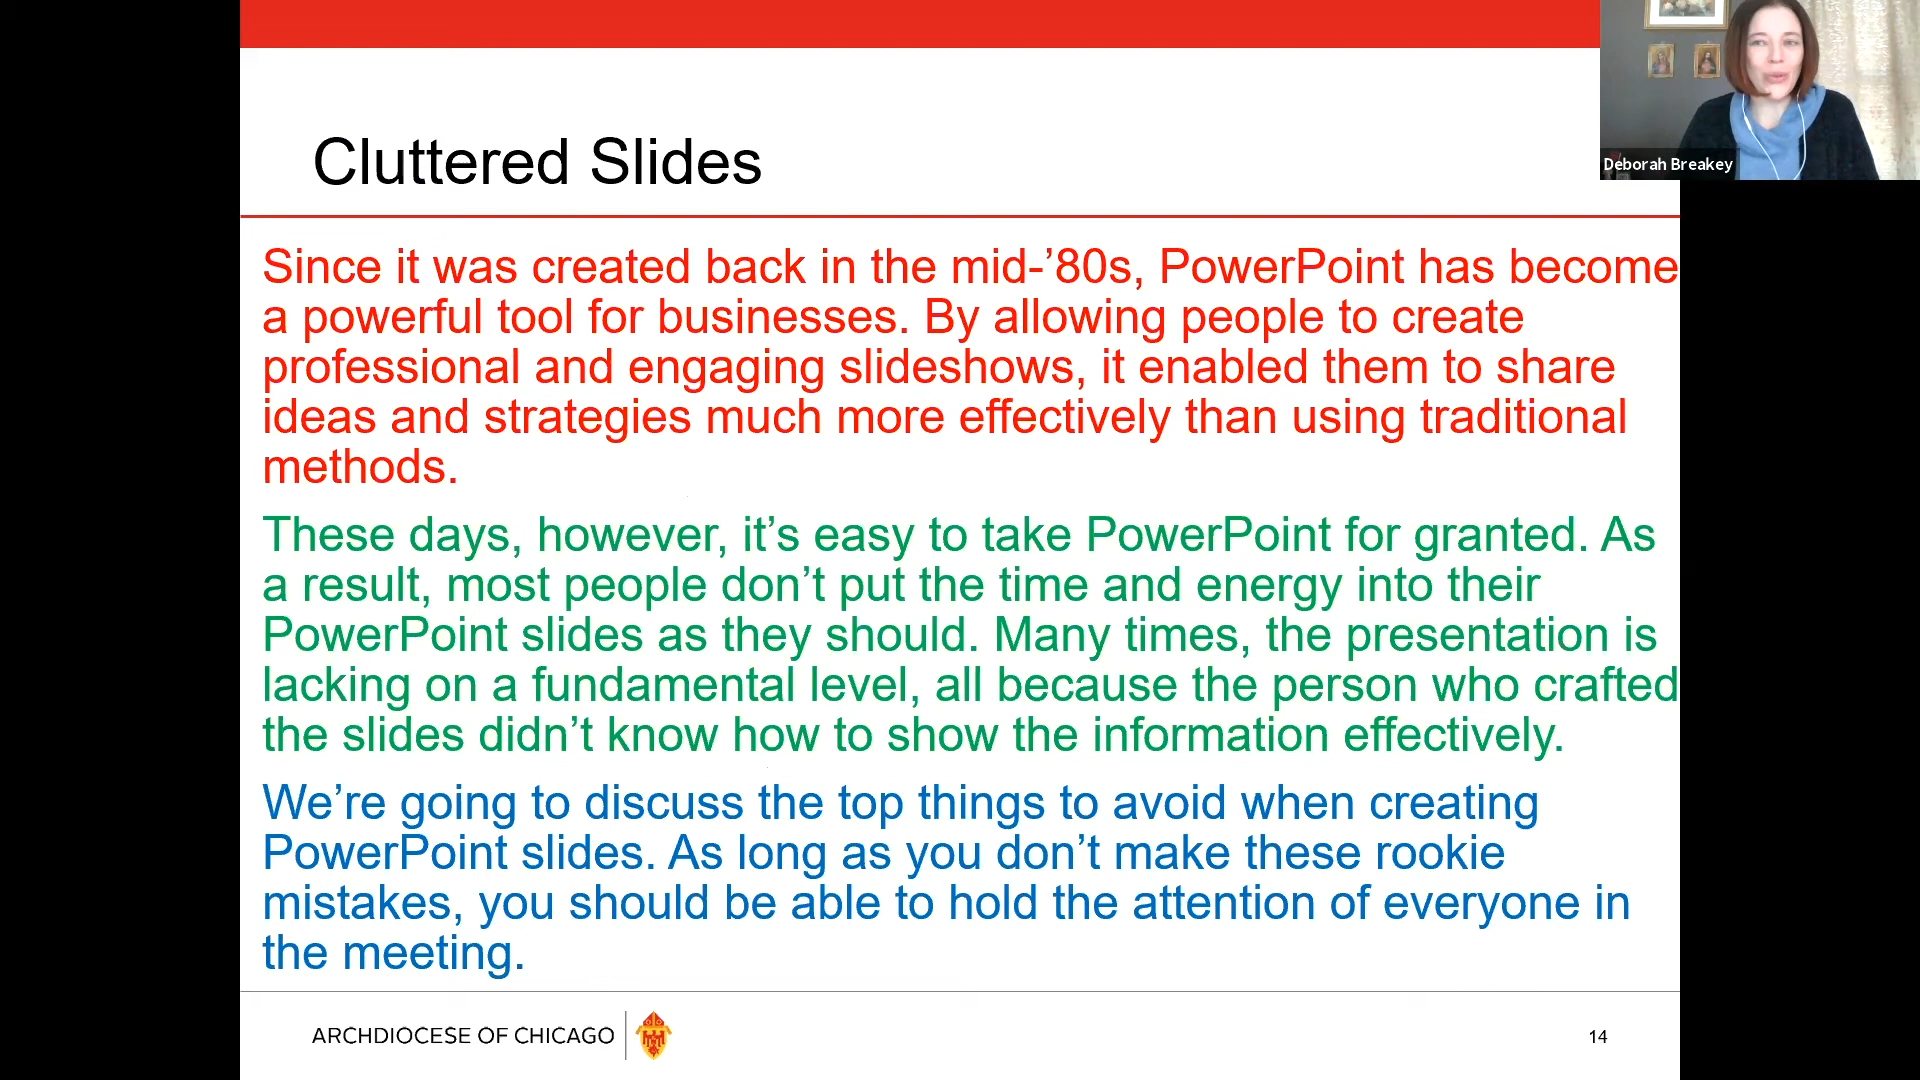 Cluttered Slides
Deborah Breakey
Since it was created back in the mid-’80s, PowerPoint has become
a powerful tool for businesses. By allowing people to create
professional and engaging slideshows, it enabled them to share
ideas and strategies much more effectively than using traditional
methods.
These days, however, it’s easy to take PowerPoint for granted. As
a result, most people don’t put the time and energy into their
PowerPoint slides as they should. Many times, the presentation is
lacking on a fundamental level, all because the person who crafted
the slides didn’t know how to show the information effectively.
We’re going to discuss the top things to avoid when creating
PowerPoint slides. As long as you don’t make these rookie
mistakes, you should be able to hold the attention of everyone in
the meeting.
ARCHDIOCESE OF CHICAGO
14